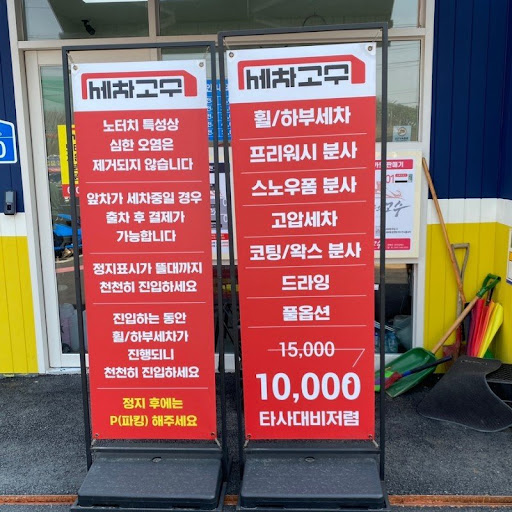 세차고우
노터치 특성상
심한 오염은
제거되지 않습니다
앞차가 세차중일 경우
출차 후 결제가
가능합니다
정지표시가 뜰대까지
천천히 진입하세요
진입하는 동안
휠/하부세차가
진행되니
천천히 진입하세요
정지 후에는
P(파킹) 해주세요
세차고우
휠/하부세차
프리워시 분사
스노우폼 분사
고압세차
코팅/왁스 분사
드라잉
풀옵션
15,000
10,000
타사대비저렴